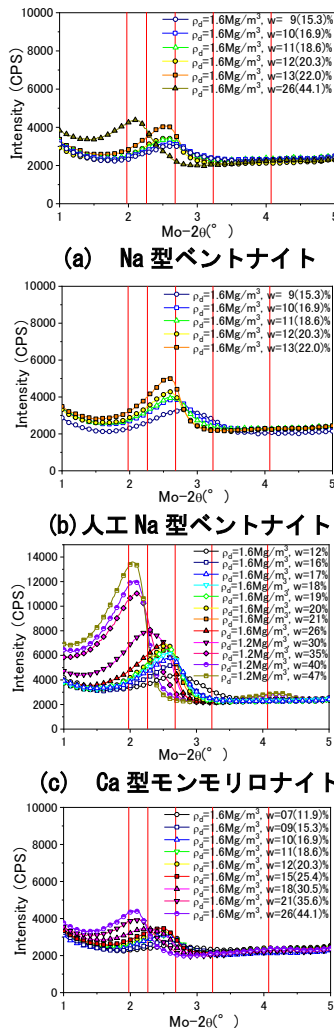 (a)
ρd=1.6Mg/m³, w= 9(15.3)%
ρd=1.6Mg/m³, w=10(16.9)%
ρd=1.6Mg/m³, w=11(18.6)%
ρd=1.6Mg/m³, w=12(20.3)%
ρd=1.6Mg/m³, w=13(22.0)%
ρd=1.6Mg/m³, w=26(44.1)%
10000
8000
6000
4000
2000
0
Intensity (CPS)
1 2 3 4 5
Mo-2θ(°)
(a) Na 型ベントナイト
ρd=1.6Mg/m³, w= 9(15.3)%
ρd=1.6Mg/m³, w=10(16.9)%
ρd=1.6Mg/m³, w=11(18.6)%
ρd=1.6Mg/m³, w=12(20.3)%
ρd=1.6Mg/m³, w=13(22.0)%
10000
8000
6000
4000
2000
0
Intensity (CPS)
1 2 3 4 5
Mo-2θ(°)
(b)人工 Na 型ベントナイト
ρd=1.6Mg/m³, w=12%
ρd=1.6Mg/m³, w=16%
ρd=1.6Mg/m³, w=17%
ρd=1.6Mg/m³, w=18%
ρd=1.6Mg/m³, w=19%
ρd=1.6Mg/m³, w=20%
ρd=1.6Mg/m³, w=21%
ρd=1.6Mg/m³, w=26%
ρd=1.2Mg/m³, w=30%
ρd=1.2Mg/m³, w=35%
ρd=1.2Mg/m³, w=40%
ρd=1.2Mg/m³, w=47%
14000
12000
10000
8000
6000
4000
2000
0
Intensity (CPS)
1 2 3 4 5
Mo-2θ(°)
(c) Ca 型モンモリロナイト
ρd=1.6Mg/m³, w=07(11.9)%
ρd=1.6Mg/m³, w=09(15.3)%
ρd=1.6Mg/m³, w=10(16.9)%
ρd=1.6Mg/m³, w=11(18.6)%
ρd=1.6Mg/m³, w=12(20.3)%
ρd=1.6Mg/m³, w=15(25.4)%
ρd=1.6Mg/m³, w=18(30.5)%
ρd=1.6Mg/m³, w=21(35.6)%
ρd=1.6Mg/m³, w=26(44.1)%
10000
8000
6000
4000
2000
0
Intensity (CPS)
1 2 3 4 5
Mo-2θ(°)